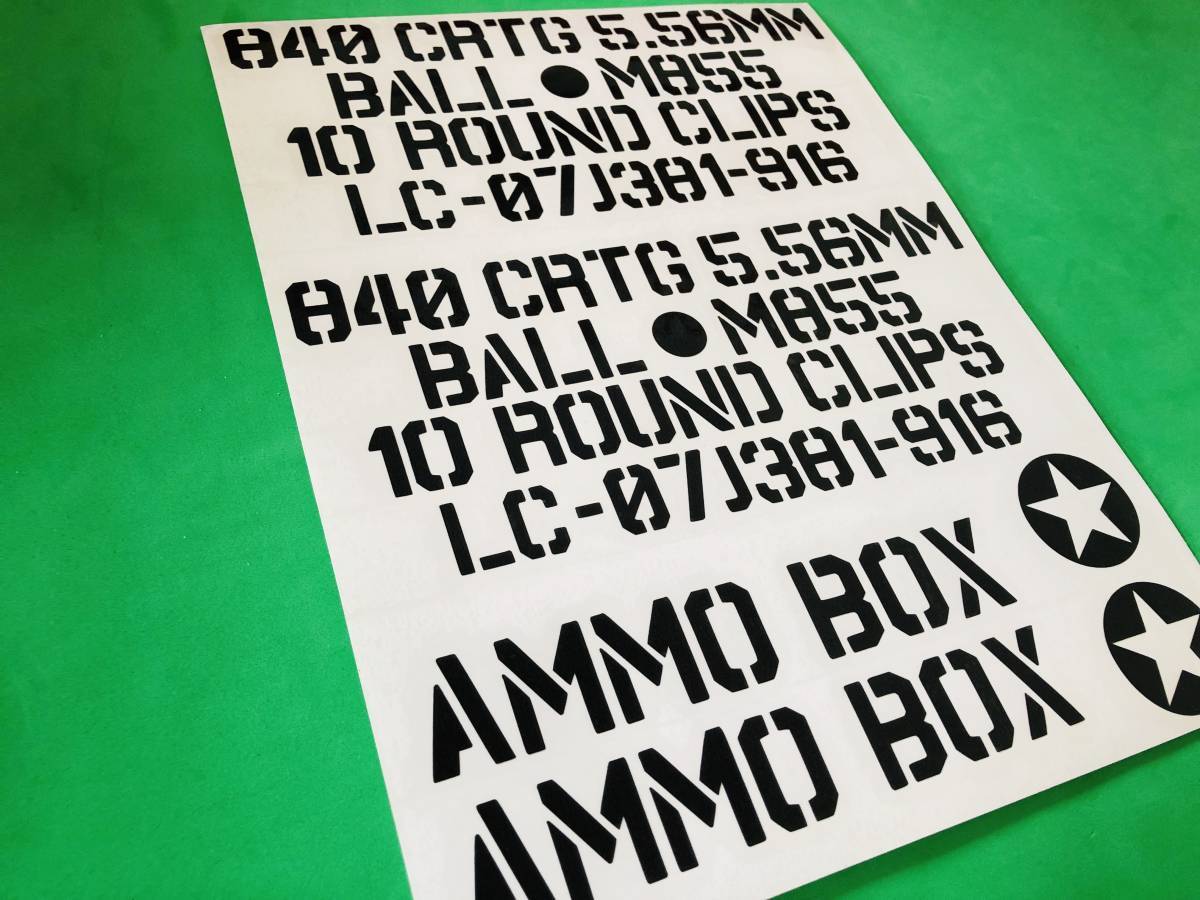 840 CRTG 5.56MM
BALL ● M855
10 ROUND CLIPS
LC-07J381-916
840 CRTG 5.56MM
BALL ● M855
10 ROUND CLIPS
LC-07J381-916
AMMO BOX
AMMO BOX